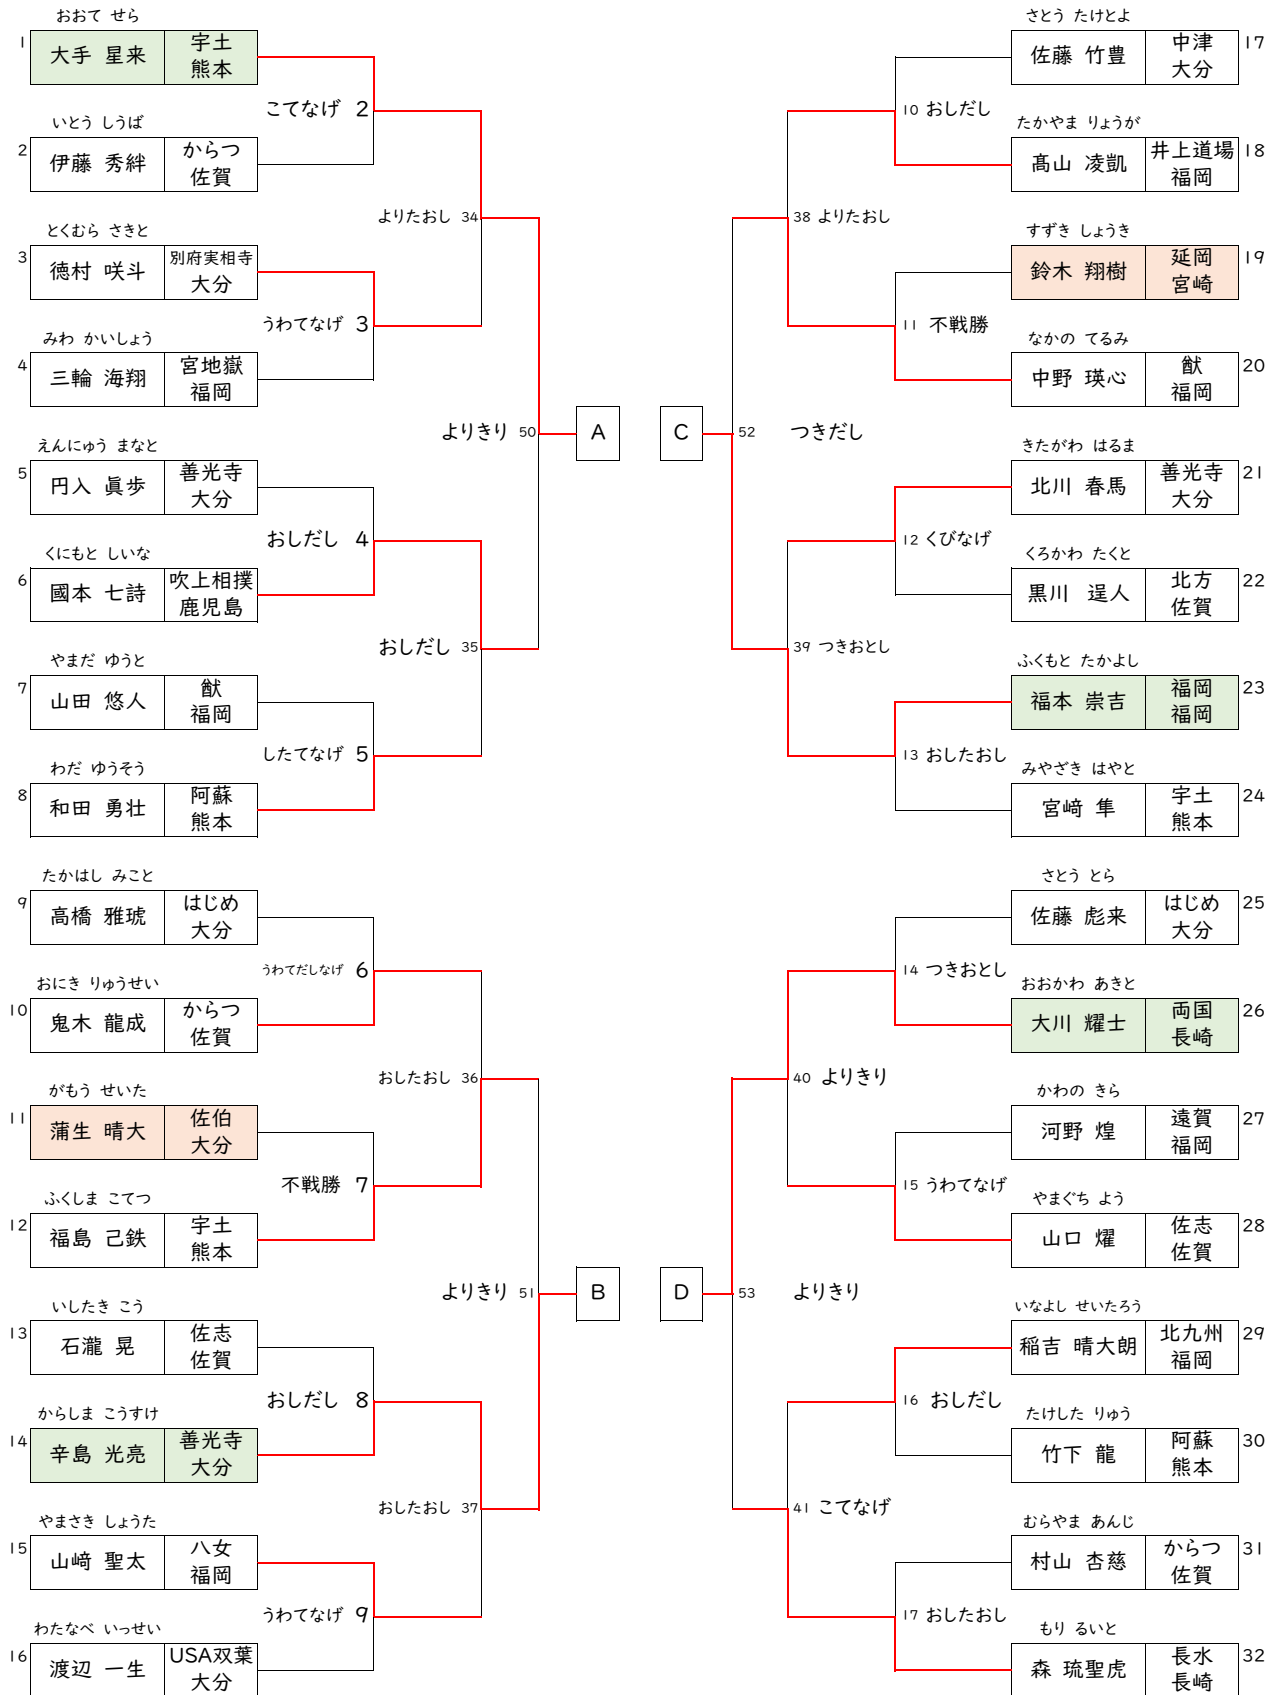 おおて せら
1 大手 星来 宇土
熊本
こてなげ 2
いとう しうば
2 伊藤 秀絆 からつ
佐賀
よりたおし 34
とくむら さきと
3 徳村 咲斗 別府実相寺
大分
うわてなげ 3
みわ かいしょう
4 三輪 海翔 宮地嶽
福岡
よりきり 50 A
えんにゅう まなと
5 円入 眞歩 善光寺
大分
おしだし 4
くにもと しいな
6 國本 七詩 吹上相撲
鹿児島
おしだし 35
やまだ ゆうと
7 山田 悠人 猷
福岡
したてなげ 5
わだ ゆうそう
8 和田 勇壮 阿蘇
熊本
たかはし みこと
9 高橋 雅琥 はじめ
大分
うわてだしなげ 6
おにき りゅうせい
10 鬼木 龍成 からつ
佐賀
おしたおし 36
がもう せいた
11 蒲生 晴大 佐伯
大分
不戦勝 7
ふくしま こてつ
12 福島 己鉄 宇土
熊本
よりきり 51 B
いしたき こう
13 石瀧 晃 佐志
佐賀
おしだし 8
からしま こうすけ
14 辛島 光亮 善光寺
大分
おしたおし 37
やまさき しょうた
15 山﨑 聖太 八女
福岡
うわてなげ 9
わたなべ いっせい
16 渡辺 一生 USA双葉
大分
さとう たけとよ
佐藤 竹豊 中津 17
大分
10 おしだし
たかやま りょうが
髙山 凌凱 井上道場 18
福岡
38 よりたおし
すずき しょうき
鈴木 翔樹 延岡 19
宮崎
11 不戦勝
なかの てるみ
中野 瑛心 猷 20
福岡
C 52 つきだし
きたがわ はるま
北川 春馬 善光寺 21
大分
12 くびなげ
くろかわ たくと
黒川 逞人 北方 22
佐賀
39 つきおとし
ふくもと たかよし
福本 崇吉 福岡 23
福岡
13 おしたおし
みやざき はやと
宮﨑 隼 宇土 24
熊本
さとう とら
佐藤 彪来 はじめ 25
大分
14 つきおとし
おおかわ あきと
大川 耀士 両国 26
長崎
40 よりきり
かわの きら
河野 煌 遠賀 27
福岡
15 うわてなげ
やまぐち よう
山口 燿 佐志 28
佐賀
D 53 よりきり
いなよし せいたろう
稲吉 晴大朗 北九州 29
福岡
16 おしだし
たけした りゅう
竹下 龍 阿蘇 30
熊本
41 こてなげ
むらやま あんじ
村山 杏慈 からつ 31
佐賀
17 おしたおし
もり るいと
森 琉聖虎 長水 32
長崎